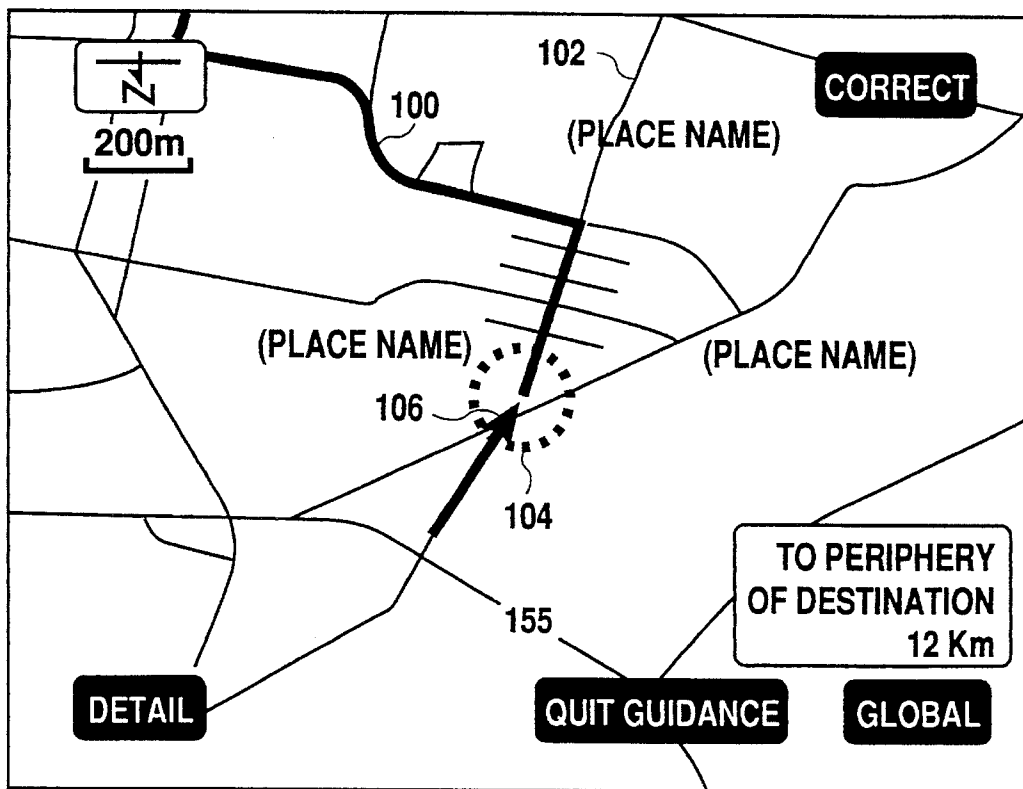 102
CORRECT
N
100
200m
(PLACE NAME)
(PLACE NAME)
(PLACE NAME)
106
104
TO PERIPHERY
OF DESTINATION
12 Km
155
DETAIL
QUIT GUIDANCE
GLOBAL